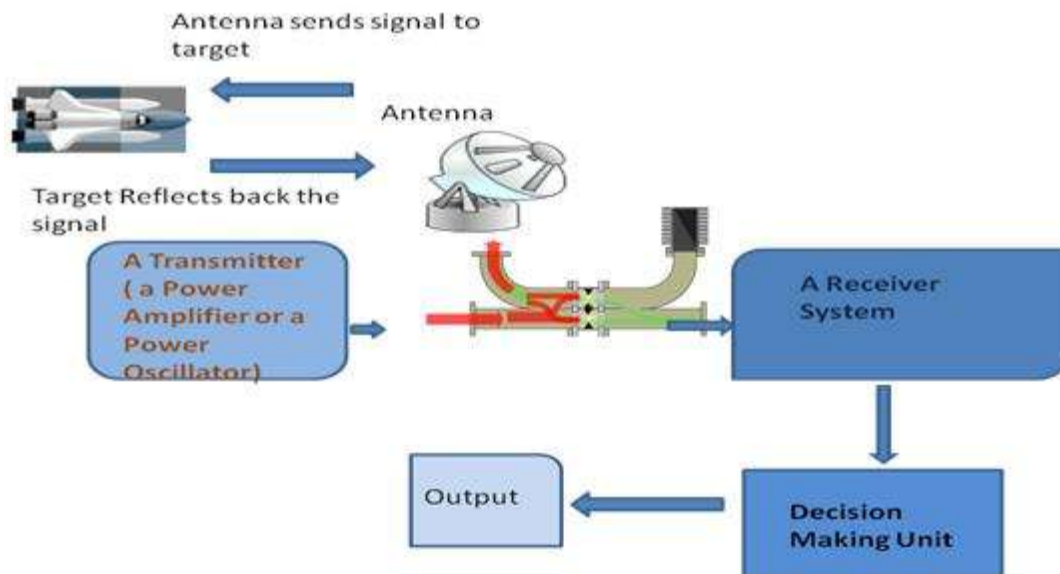 Antenna sends signal to
target
Antenna
Target Reflects back the
signal
A Transmitter
( a Power
Amplifier or a
Power
Oscillator)
A Receiver
System
Output
Decision
Making Unit